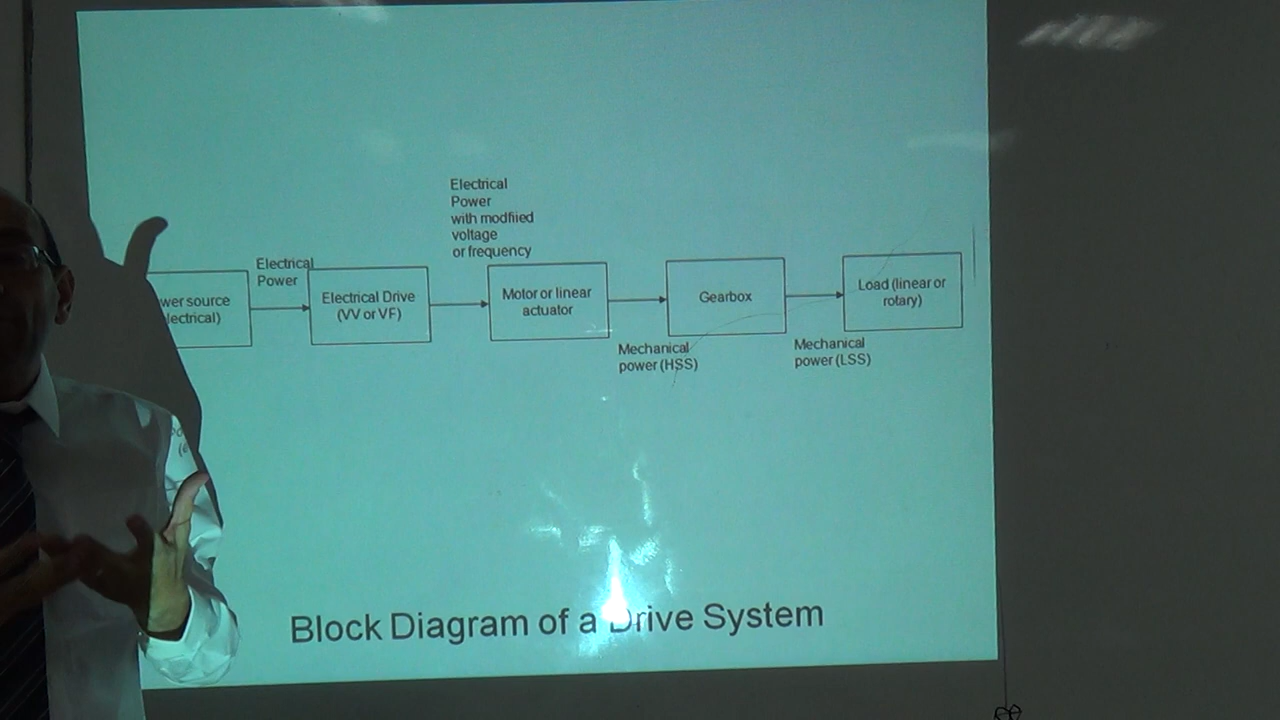 Electrical
Power
with modfiied
voltage
or frequency
Electrical
Power
wer source
lectrical)
Electrical Drive
(VV or VF)
Motor or linear
actuator
Gearbox
Load (linear or
rotary)
Mechanical
power (HSS)
Mechanical
power (LSS)
Block Diagram of a Drive System